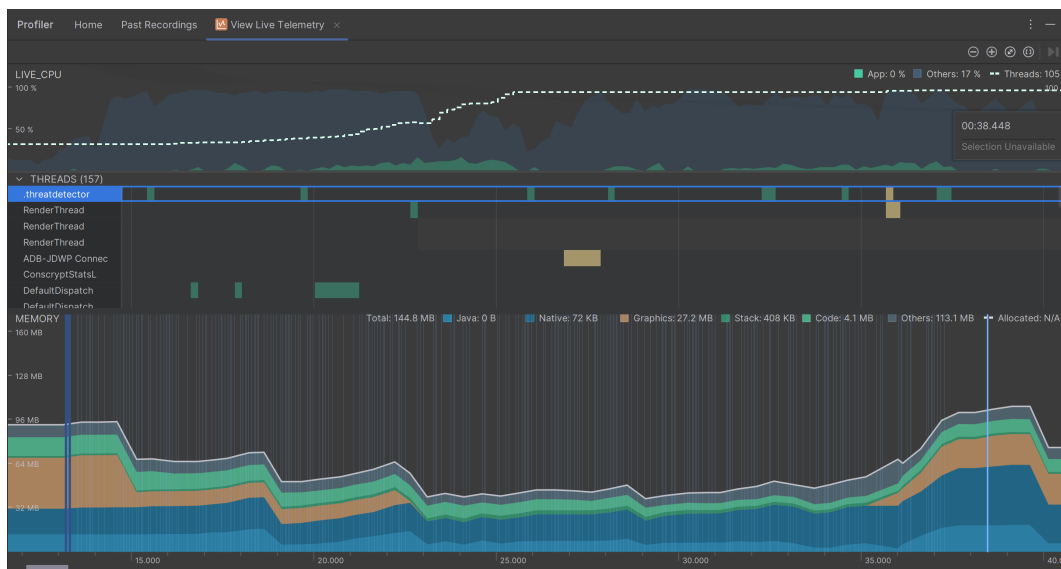 Profiler Home Past Recordings View Live Telemetry
LIVE_CPU App: 0 % Others: 17 % Threads: 105
100 % 100
50 %
00:38.448
Selection Unavailable
THREADS (157)
.threatdetector
RenderThread
RenderThread
RenderThread
ADB-JDWP Connec
ConscryptStatsL
DefaultDispatch
DefaultDispatch
MEMORY Total: 144.8 MB Java: 0 B Native: 72 KB Graphics: 27.2 MB Stack: 408 KB Code: 4.1 MB Others: 113.1 MB Allocated: N/A
160 MB
128 MB
96 MB
64 MB
32 MB
15.000 20.000 25.000 30.000 35.000 40.0